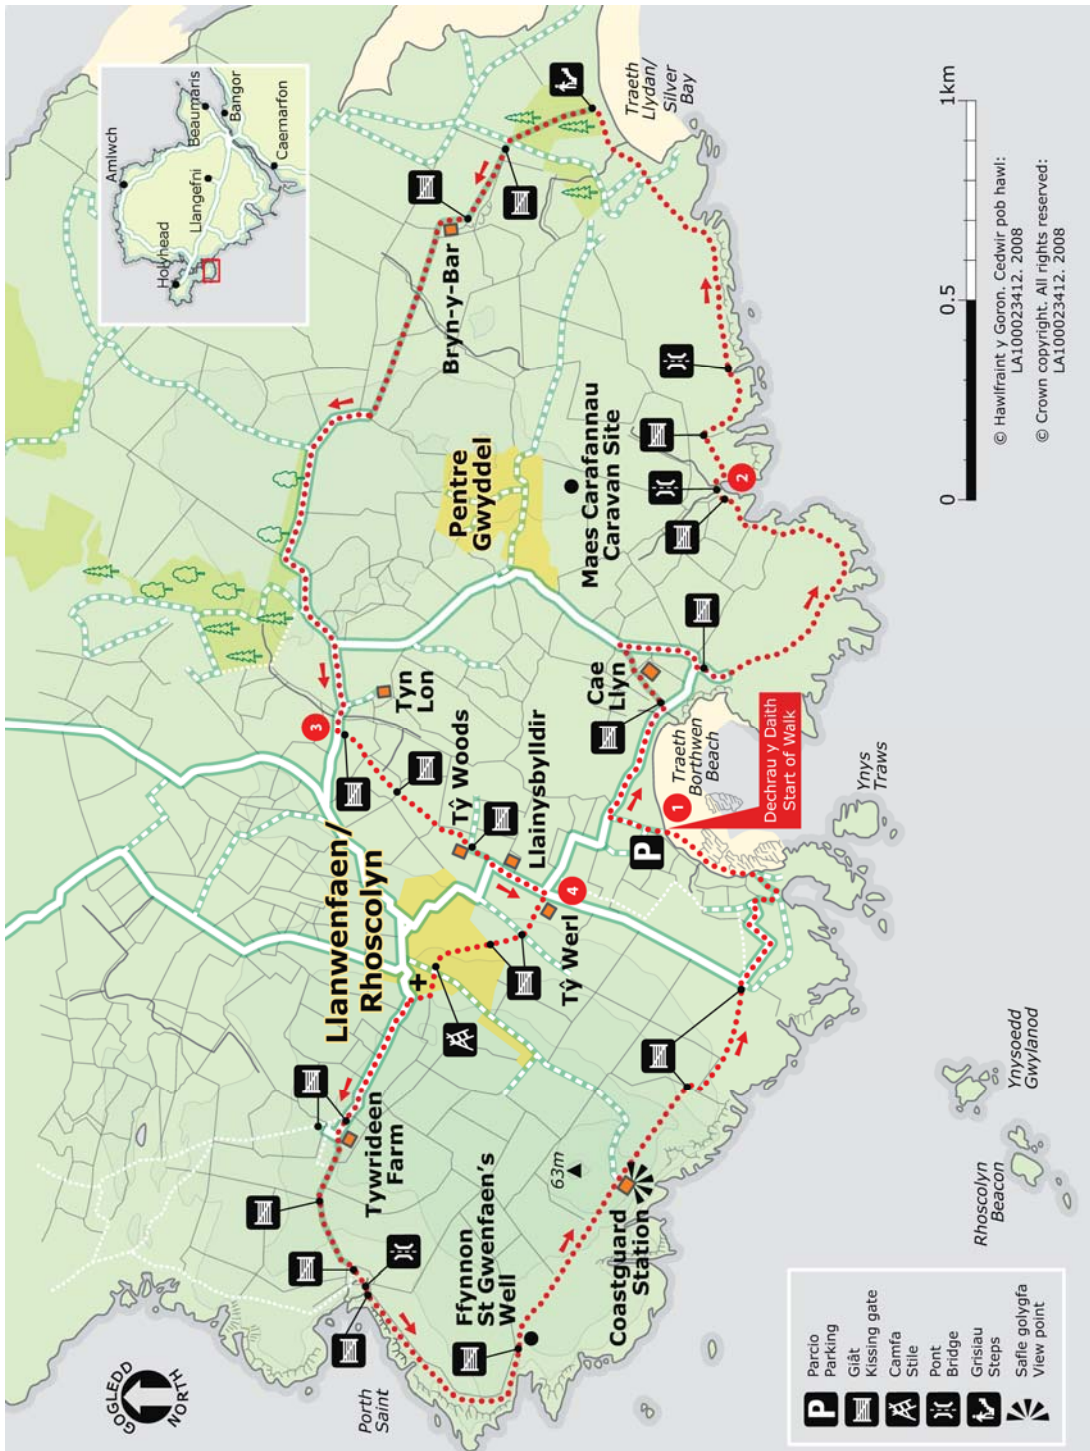 GOGLEDD
NORTH
Amlwch
Holyhead
Llangefni
Beaumaris
Bangor
Caernarfon
Llanwenfaen/
Rhoscolyn
3
Tyn
Lon
Bryn-y-Bar
Pentre
Gwyddel
Tywrideen
Farm
Tŷ Woods
Llainysbylldir
Porth
Saint
Ffynnon
St Gwenfaen's
Well
Tŷ Werl
4
Cae
Llyn
Maes Carafannau
Caravan Site
Traeth
Llydan/
Silver
Bay
63m
Coastguard
Station
P
1
Traeth
Borthwen
Beach
2
Dechrau y Daith
Start of Walk
Ynys
Traws
Ynysoedd
Gwylanod
Rhoscolyn
Beacon
P
Parcio
Parking
Giât
Kissing gate
Camfa
Stile
Pont
Bridge
Grisiau
Steps
Safle golygfa
View point
0
0.5
1km
© Hawlfraint y Goron. Cedwir pob hawl:
LA100023412. 2008
© Crown copyright. All rights reserved:
LA100023412. 2008